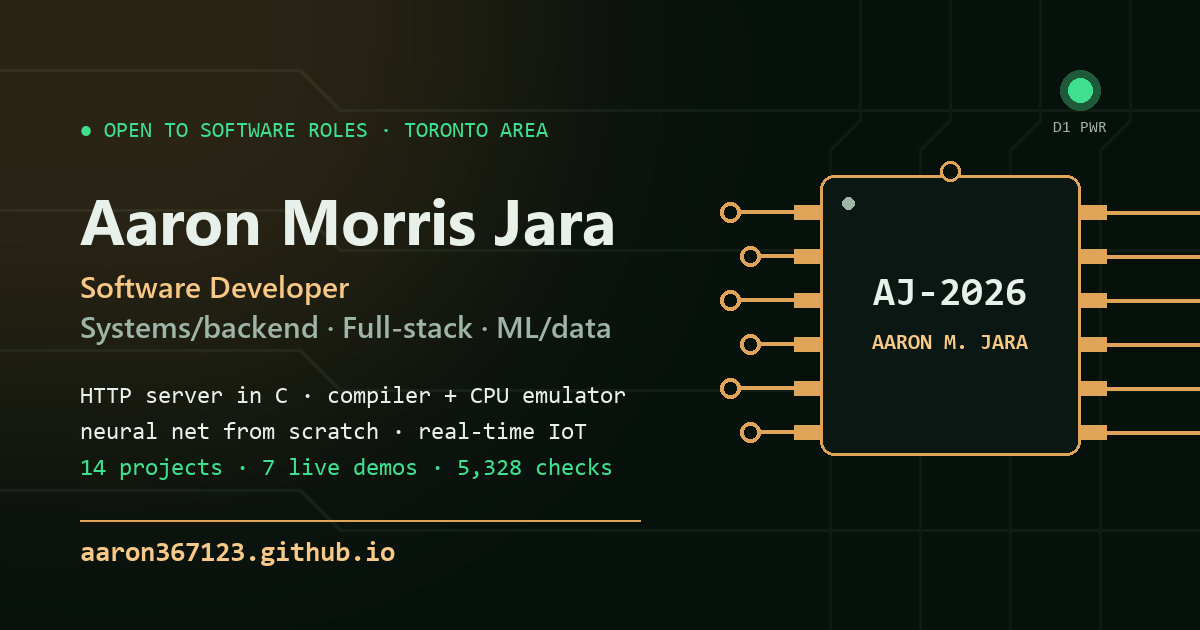 ● OPEN TO SOFTWARE ROLES · TORONTO AREA
Aaron Morris Jara
Software Developer
Systems/backend · Full-stack · ML/data
HTTP server in C · compiler + CPU emulator
neural net from scratch · real-time IoT
14 projects · 7 live demos · 5,328 checks
aaron367123.github.io
D1 PWR
AJ-2026
AARON M. JARA